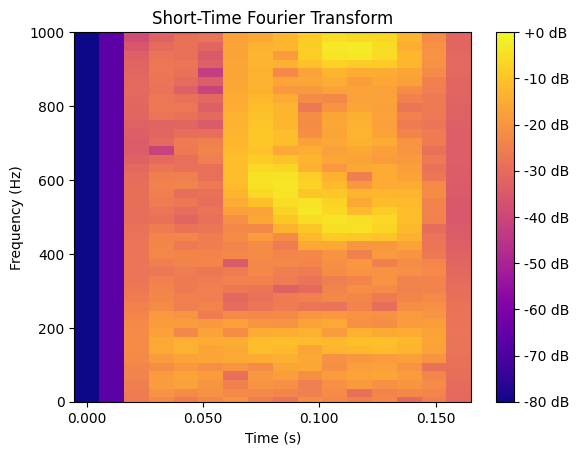 Short-Time Fourier Transform
1000
800
600
400
200
0
Frequency (Hz)
0.000
0.050
0.100
0.150
Time (s)
+0 dB
-10 dB
-20 dB
-30 dB
-40 dB
-50 dB
-60 dB
-70 dB
-80 dB